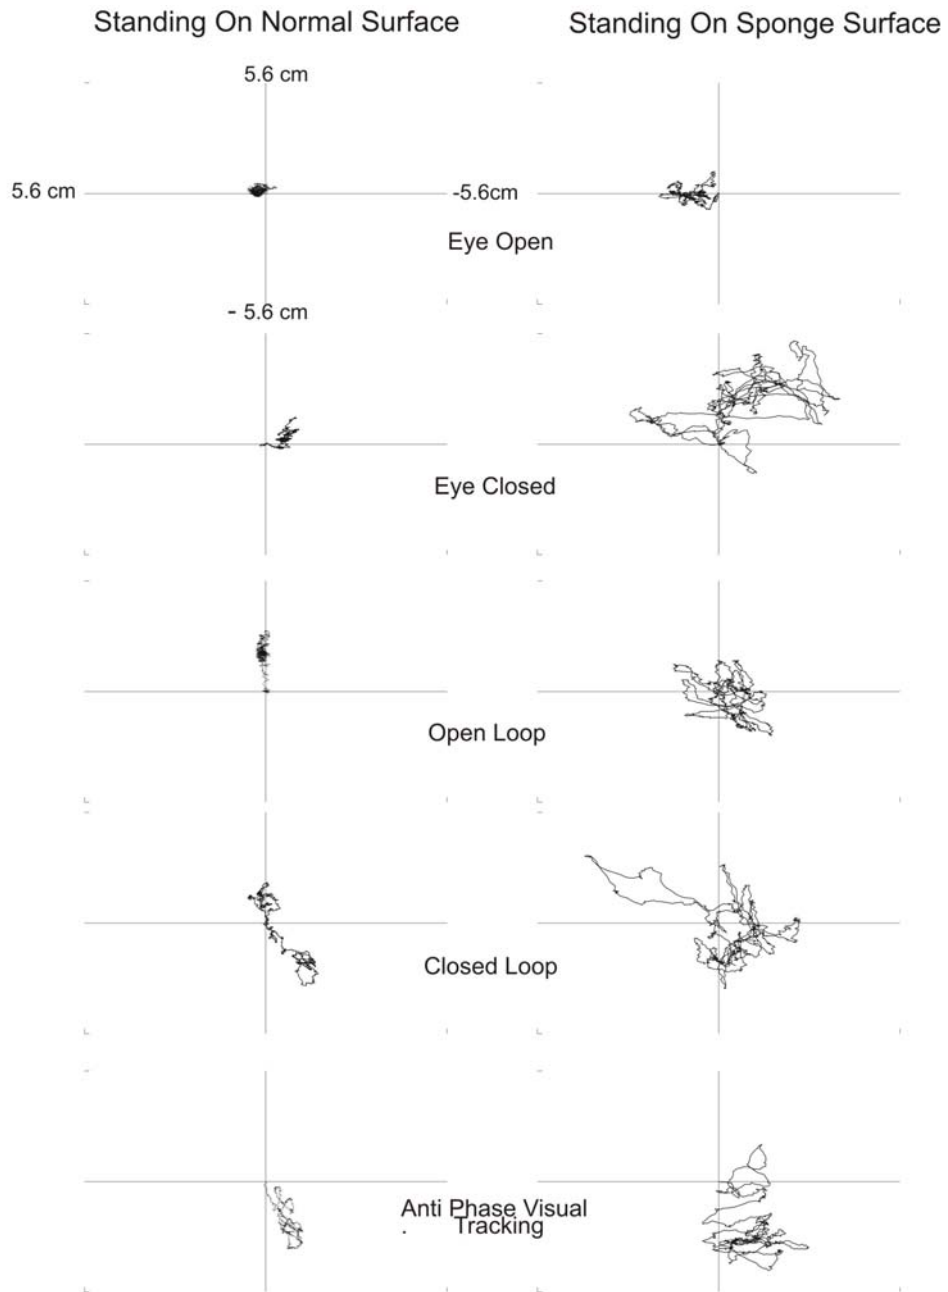 Standing On Normal Surface
Standing On Sponge Surface
5.6 cm
5.6 cm
-5.6cm
Eye Open
- 5.6 cm
Eye Closed
Open Loop
Closed Loop
Anti Phase Visual
. Tracking